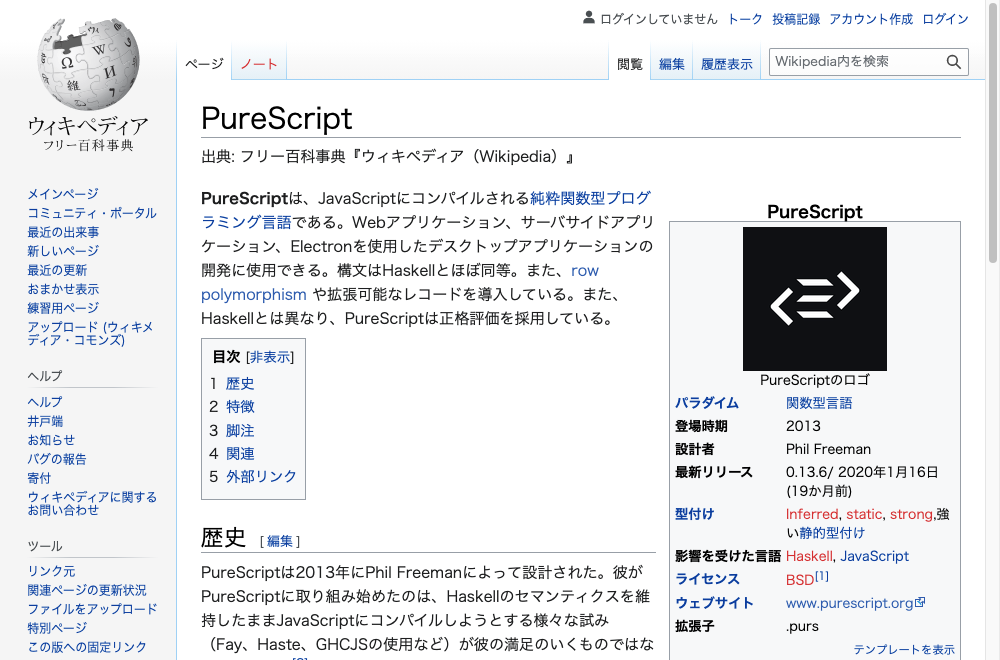 ログインしていません トーク 投稿記録 アカウント作成 ログイン
ページ ノート 閲覧 編集 履歴表示 Wikipedia内を検索
ウィキペディア
フリー百科事典
メインページ
コミュニティ・ポータル
最近の出来事
新しいページ
最近の更新
おまかせ表示
練習用ページ
アップロード (ウィキメ
ディア・コモンズ)
ヘルプ
ヘルプ
井戸端
お知らせ
バグの報告
寄付
ウィキペディアに関する
お問い合わせ
ツール
リンク元
関連ページの更新状況
ファイルをアップロード
特別ページ
この版への固定リンク
PureScript
出典: フリー百科事典『ウィキペディア（Wikipedia）』
PureScriptは、JavaScriptにコンパイルされる純粋関数型プログ
ラミング言語である。Webアプリケーション、サーバサイドアプリ
ケーション、Electronを使用したデスクトップアプリケーションの
開発に使用できる。構文はHaskellとほぼ同等。また、row
polymorphism や拡張可能なレコードを導入している。また、
Haskellとは異なり、PureScriptは正格評価を採用している。
目次 [非表示]
1 歴史
2 特徴
3 脚注
4 関連
5 外部リンク
歴史 [ 編集 ]
PureScriptは2013年にPhil Freemanによって設計された。彼が
PureScriptに取り組み始めたのは、Haskellのセマンティクスを維
持したままJavaScriptにコンパイルしようとする様々な試み
（Fay、Haste、GHCJSの使用など）が彼の満足のいくものではな
PureScript
PureScriptのロゴ
パラダイム 関数型言語
登場時期 2013
設計者 Phil Freeman
最新リリース 0.13.6/ 2020年1月16日
(19か月前)
型付け Inferred, static, strong,強
い静的型付け
影響を受けた言語 Haskell, JavaScript
ライセンス BSD[1]
ウェブサイト www.purescript.org
拡張子 .purs
テンプレートを表示